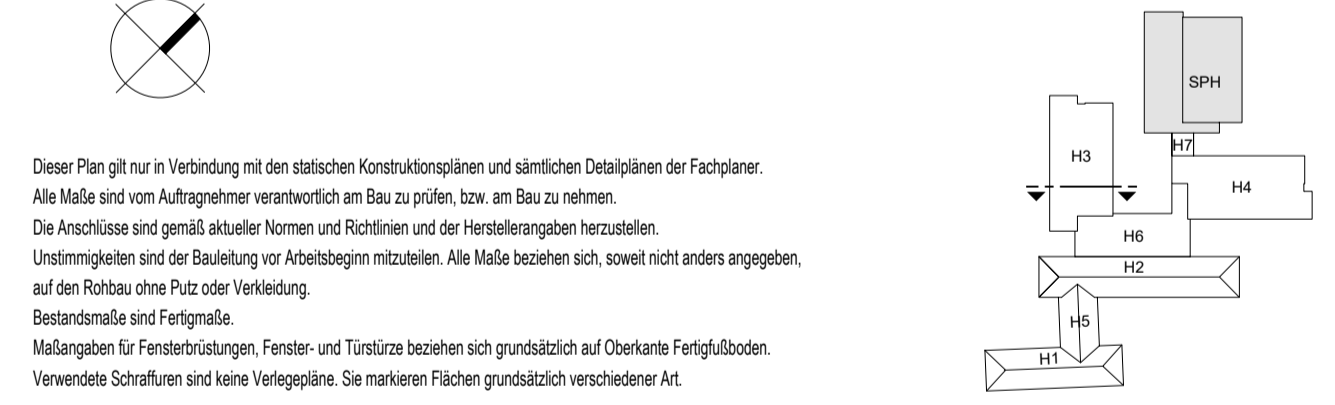 Dieser Plan gilt nur in Verbindung mit den statischen Konstruktionsplänen und sämtlichen Detailplänen der Fachplaner.
Alle Maße sind vom Auftragnehmer verantwortlich am Bau zu prüfen, bzw. am Bau zu nehmen.
Die Anschlüsse sind gemäß aktueller Normen und Richtlinien und der Herstellerangaben herzustellen.
Unstimmigkeiten sind der Bauleitung vor Arbeitsbeginn mitzuteilen. Alle Maße beziehen sich, soweit nicht anders angegeben,
auf den Rohbau ohne Putz oder Verkleidung.
Bestandsmaße sind Fertigmaße.
Maßangaben für Fensterbrüstungen, Fenster- und Türstürze beziehen sich grundsätzlich auf Oberkante Fertigfußboden.
Verwendete Schraffuren sind keine Verlegepläne. Sie markieren Flächen grundsätzlich verschiedener Art.
SPH
H7
H3
H4
H6
H2
H5
H1